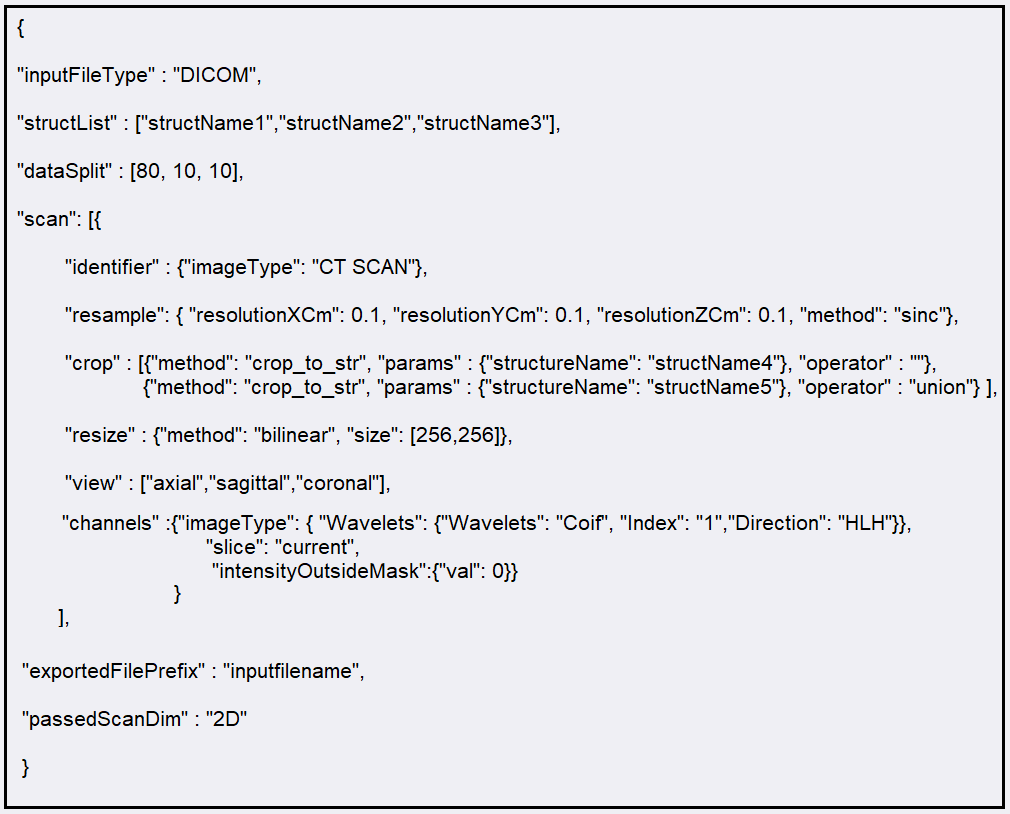 {
"inputFileType" : "DICOM",
"structList" : ["structName1","structName2","structName3"],
"dataSplit" : [80, 10, 10],
"scan": [{
"identifier" : {"imageType": "CT SCAN"},
"resample": { "resolutionXCm": 0.1, "resolutionYCm": 0.1, "resolutionZCm": 0.1, "method": "sinc"},
"crop" : [{"method": "crop_to_str", "params" : {"structureName": "structName4"}, "operator" : ""},
{"method": "crop_to_str", "params" : {"structureName": "structName5"}, "operator" : "union"} ],
"resize" : {"method": "bilinear", "size": [256,256]},
"view" : ["axial","sagittal","coronal"],
"channels" :{"imageType": { "Wavelets": {"Wavelets": "Coif", "Index": "1","Direction": "HLH"}},
"slice": "current",
"intensityOutsideMask":{"val": 0}}
}
],
"exportedFilePrefix" : "inputfilename",
"passedScanDim" : "2D"
}